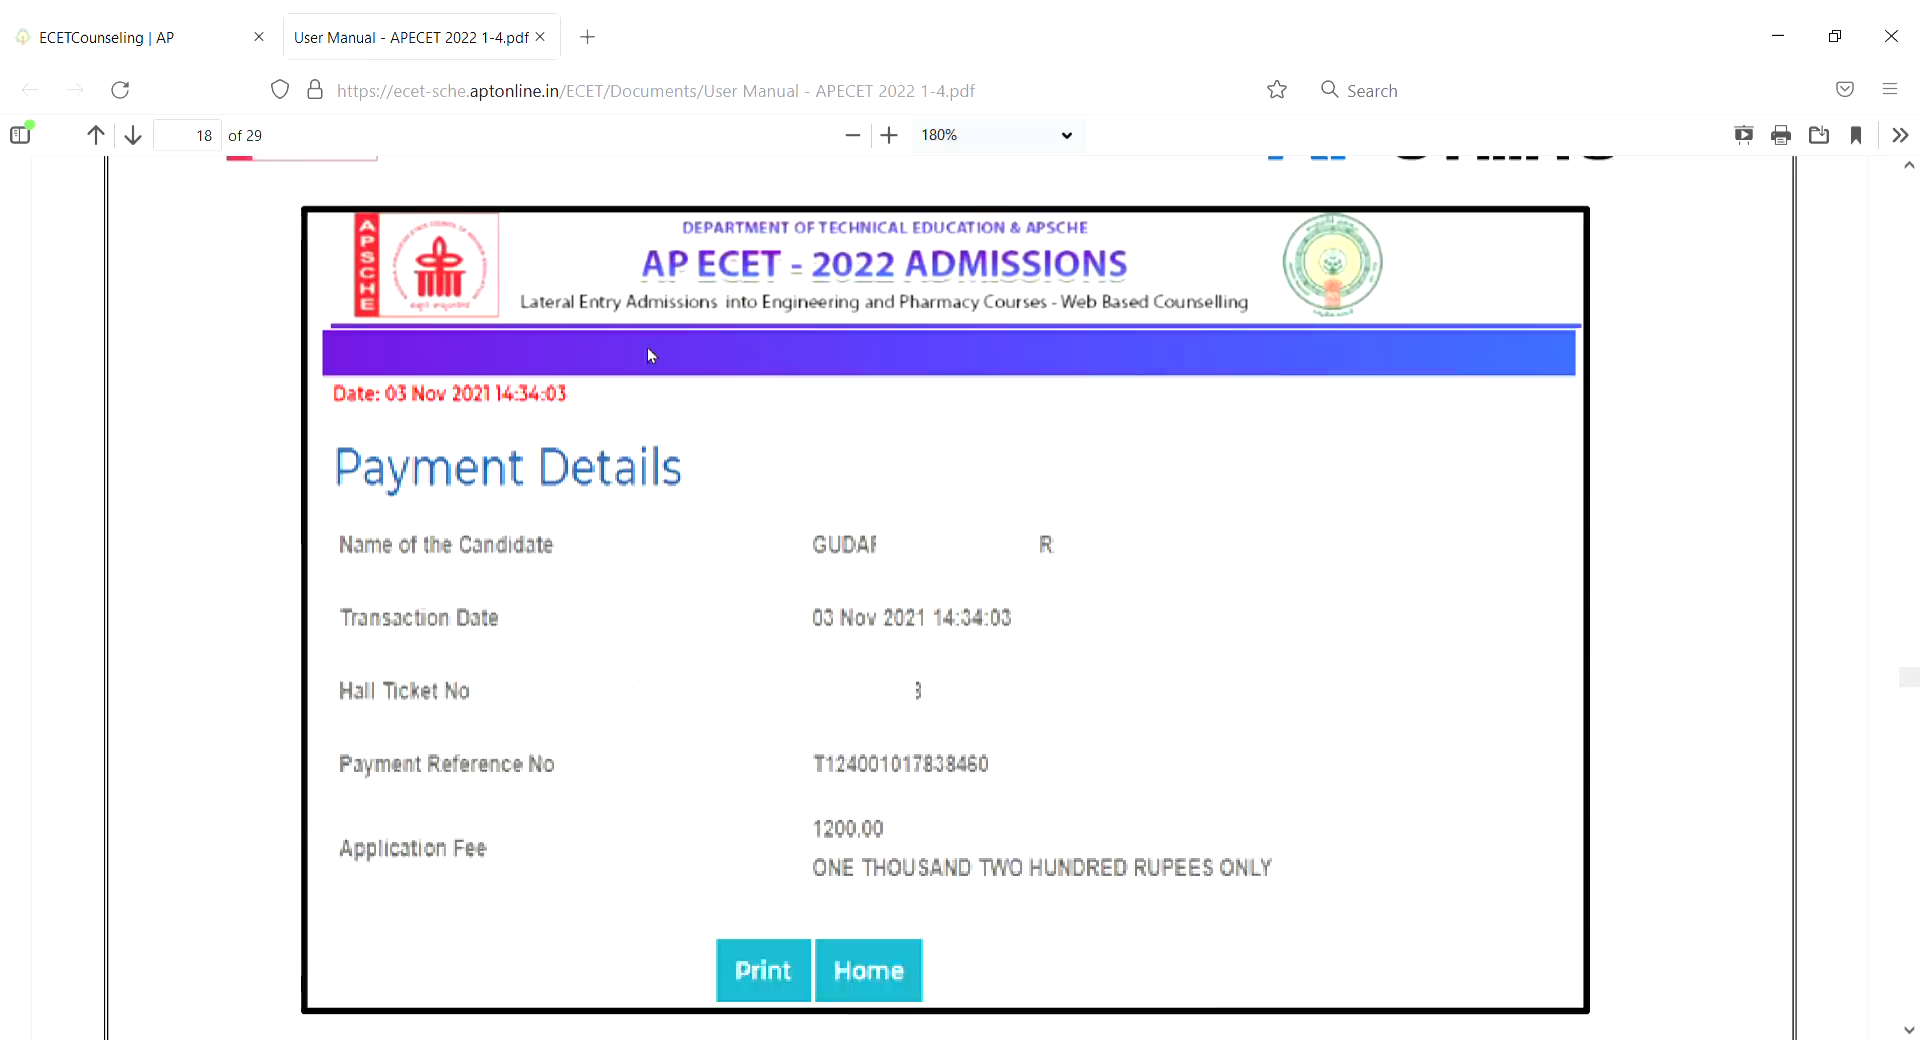 ECETCounseling | AP
User Manual - APECET 2022 1-4.pdf
https://ecet-sche.aptonline.in/ECET/Documents/User Manual - APECET 2022 1-4.pdf
Search
18 of 29
180%
APSCHE
DEPARTMENT OF TECHNICAL EDUCATION & APSCHE
AP ECET - 2022 ADMISSIONS
Lateral Entry Admissions into Engineering and Pharmacy Courses - Web Based Counselling
Date: 03 Nov 2021 14:34:03
Payment Details
Name of the Candidate GUDA R
Transaction Date 03 Nov 2021 14:34:03
Hall Ticket No
Payment Reference No T124001017838460
Application Fee 1200.00
ONE THOUSAND TWO HUNDRED RUPEES ONLY
Print Home